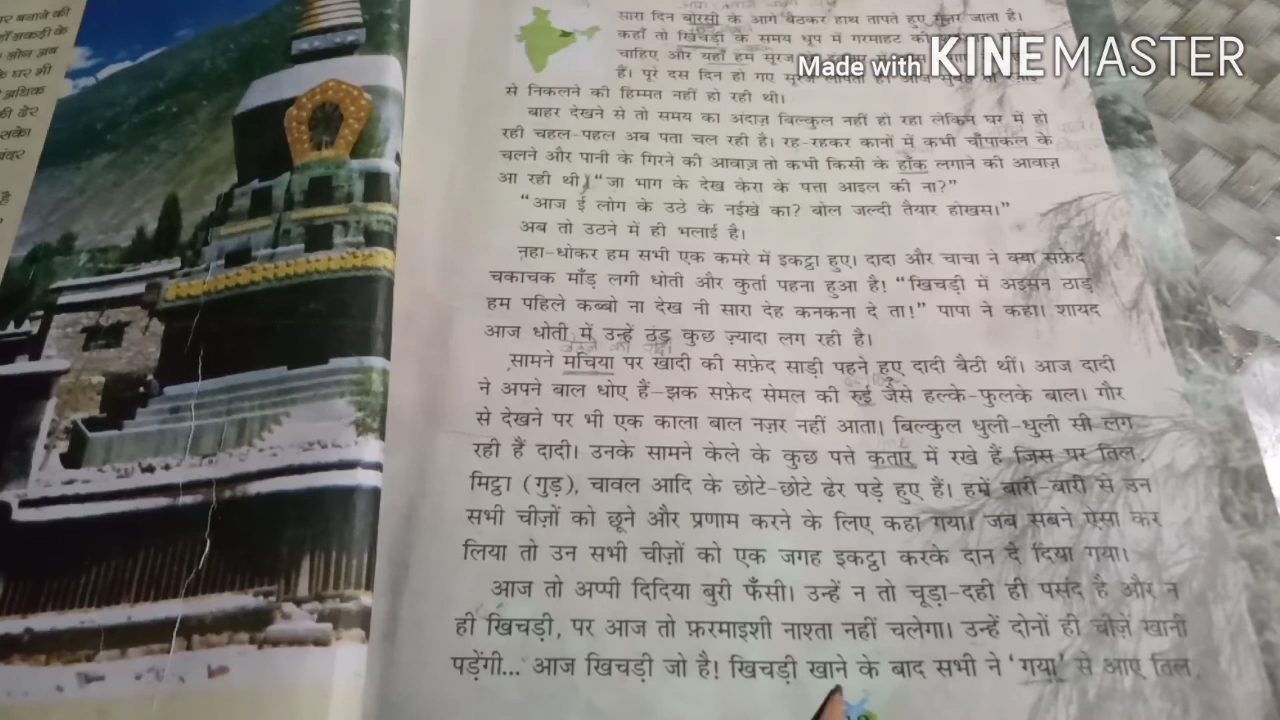 पर बनाने की
लकड़ी के
लोग अब
के घर भी
अधिक
की ढेर
है
सारा दिन बोरसी के आगे बैठकर हाथ तापते हुए गुज़र जाता है।
कहाँ तो खिचड़ी के समय धूप में गरमाहट की
चाहिए और यहाँ हम सूरज
हैं। पूरे दस दिन हो गए सूरज लापता
से निकलने की हिम्मत नहीं हो रही थी।
बाहर देखने से तो समय का अंदाज़ बिल्कुल नहीं हो रहा लेकिन घर में हो
रही चहल-पहल अब पता चल रही है। रह-रहकर कानों में कभी चाँपाकल के
चलने और पानी के गिरने की आवाज़ तो कभी किसी के हाँक लगाने की आवाज़
आ रही थी। “जा भाग के देख केरा के पत्ता आइल की ना?”
“आज ई लोग के उठे के नईखे का? बोल जल्दी तैयार होखस।”
अब तो उठने में ही भलाई है।
नहा-धोकर हम सभी एक कमरे में इकट्ठा हुए। दादा और चाचा ने क्या सफ़ेद
चकाचक माँड़ लगी धोती और कुर्ता पहना हुआ है! “खिचड़ी में अइसन ठाड़
हम पहिले कब्बो ना देख नी सारा देह कनकना दे ता!” पापा ने कहा। शायद
आज धोती में उन्हें ठंड कुछ ज़्यादा लग रही है।
सामने मचिया पर खादी की सफ़ेद साड़ी पहने हुए दादी बैठी थीं। आज दादी
ने अपने बाल धोए हैं–झक सफ़ेद सेमल की रुई जैसे हल्के-फुलके बाल। गौर
से देखने पर भी एक काला बाल नज़र नहीं आता। बिल्कुल धुली-धुली सी लग
रही हैं दादी। उनके सामने केले के कुछ पत्ते कतार में रखे हैं जिस पर तिल,
मिट्ठा (गुड़), चावल आदि के छोटे-छोटे ढेर पड़े हुए हैं। हमें बारी-बारी से उन
सभी चीज़ों को छूने और प्रणाम करने के लिए कहा गया। जब सबने ऐसा कर
लिया तो उन सभी चीज़ों को एक जगह इकट्ठा करके दान दे दिया गया।
आज तो अप्पी दिदिया बुरी फँसी। उन्हें न तो चूड़ा-दही ही पसंद है और न
ही खिचड़ी, पर आज तो फ़रमाइशी नाश्ता नहीं चलेगा। उन्हें दोनों ही चीज़ें खानी
पड़ेंगी... आज खिचड़ी जो है! खिचड़ी खाने के बाद सभी ने ‘गया’ से आए तिल,
Made with KINEMASTER